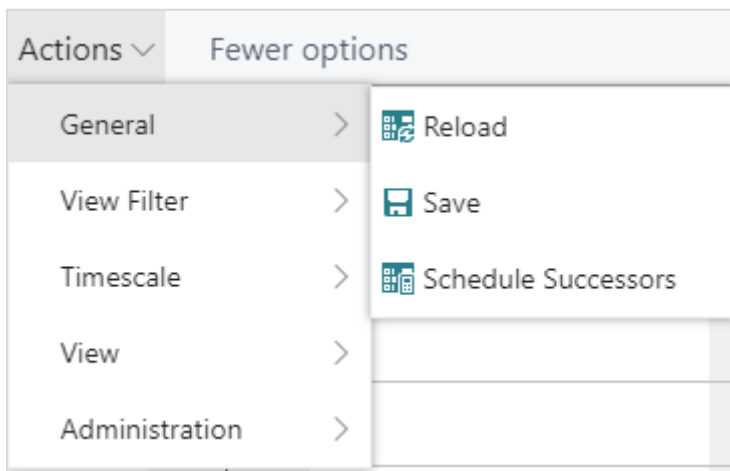 Actions Fewer options
General
Reload
View Filter
Save
Timescale
Schedule Successors
View
Administration